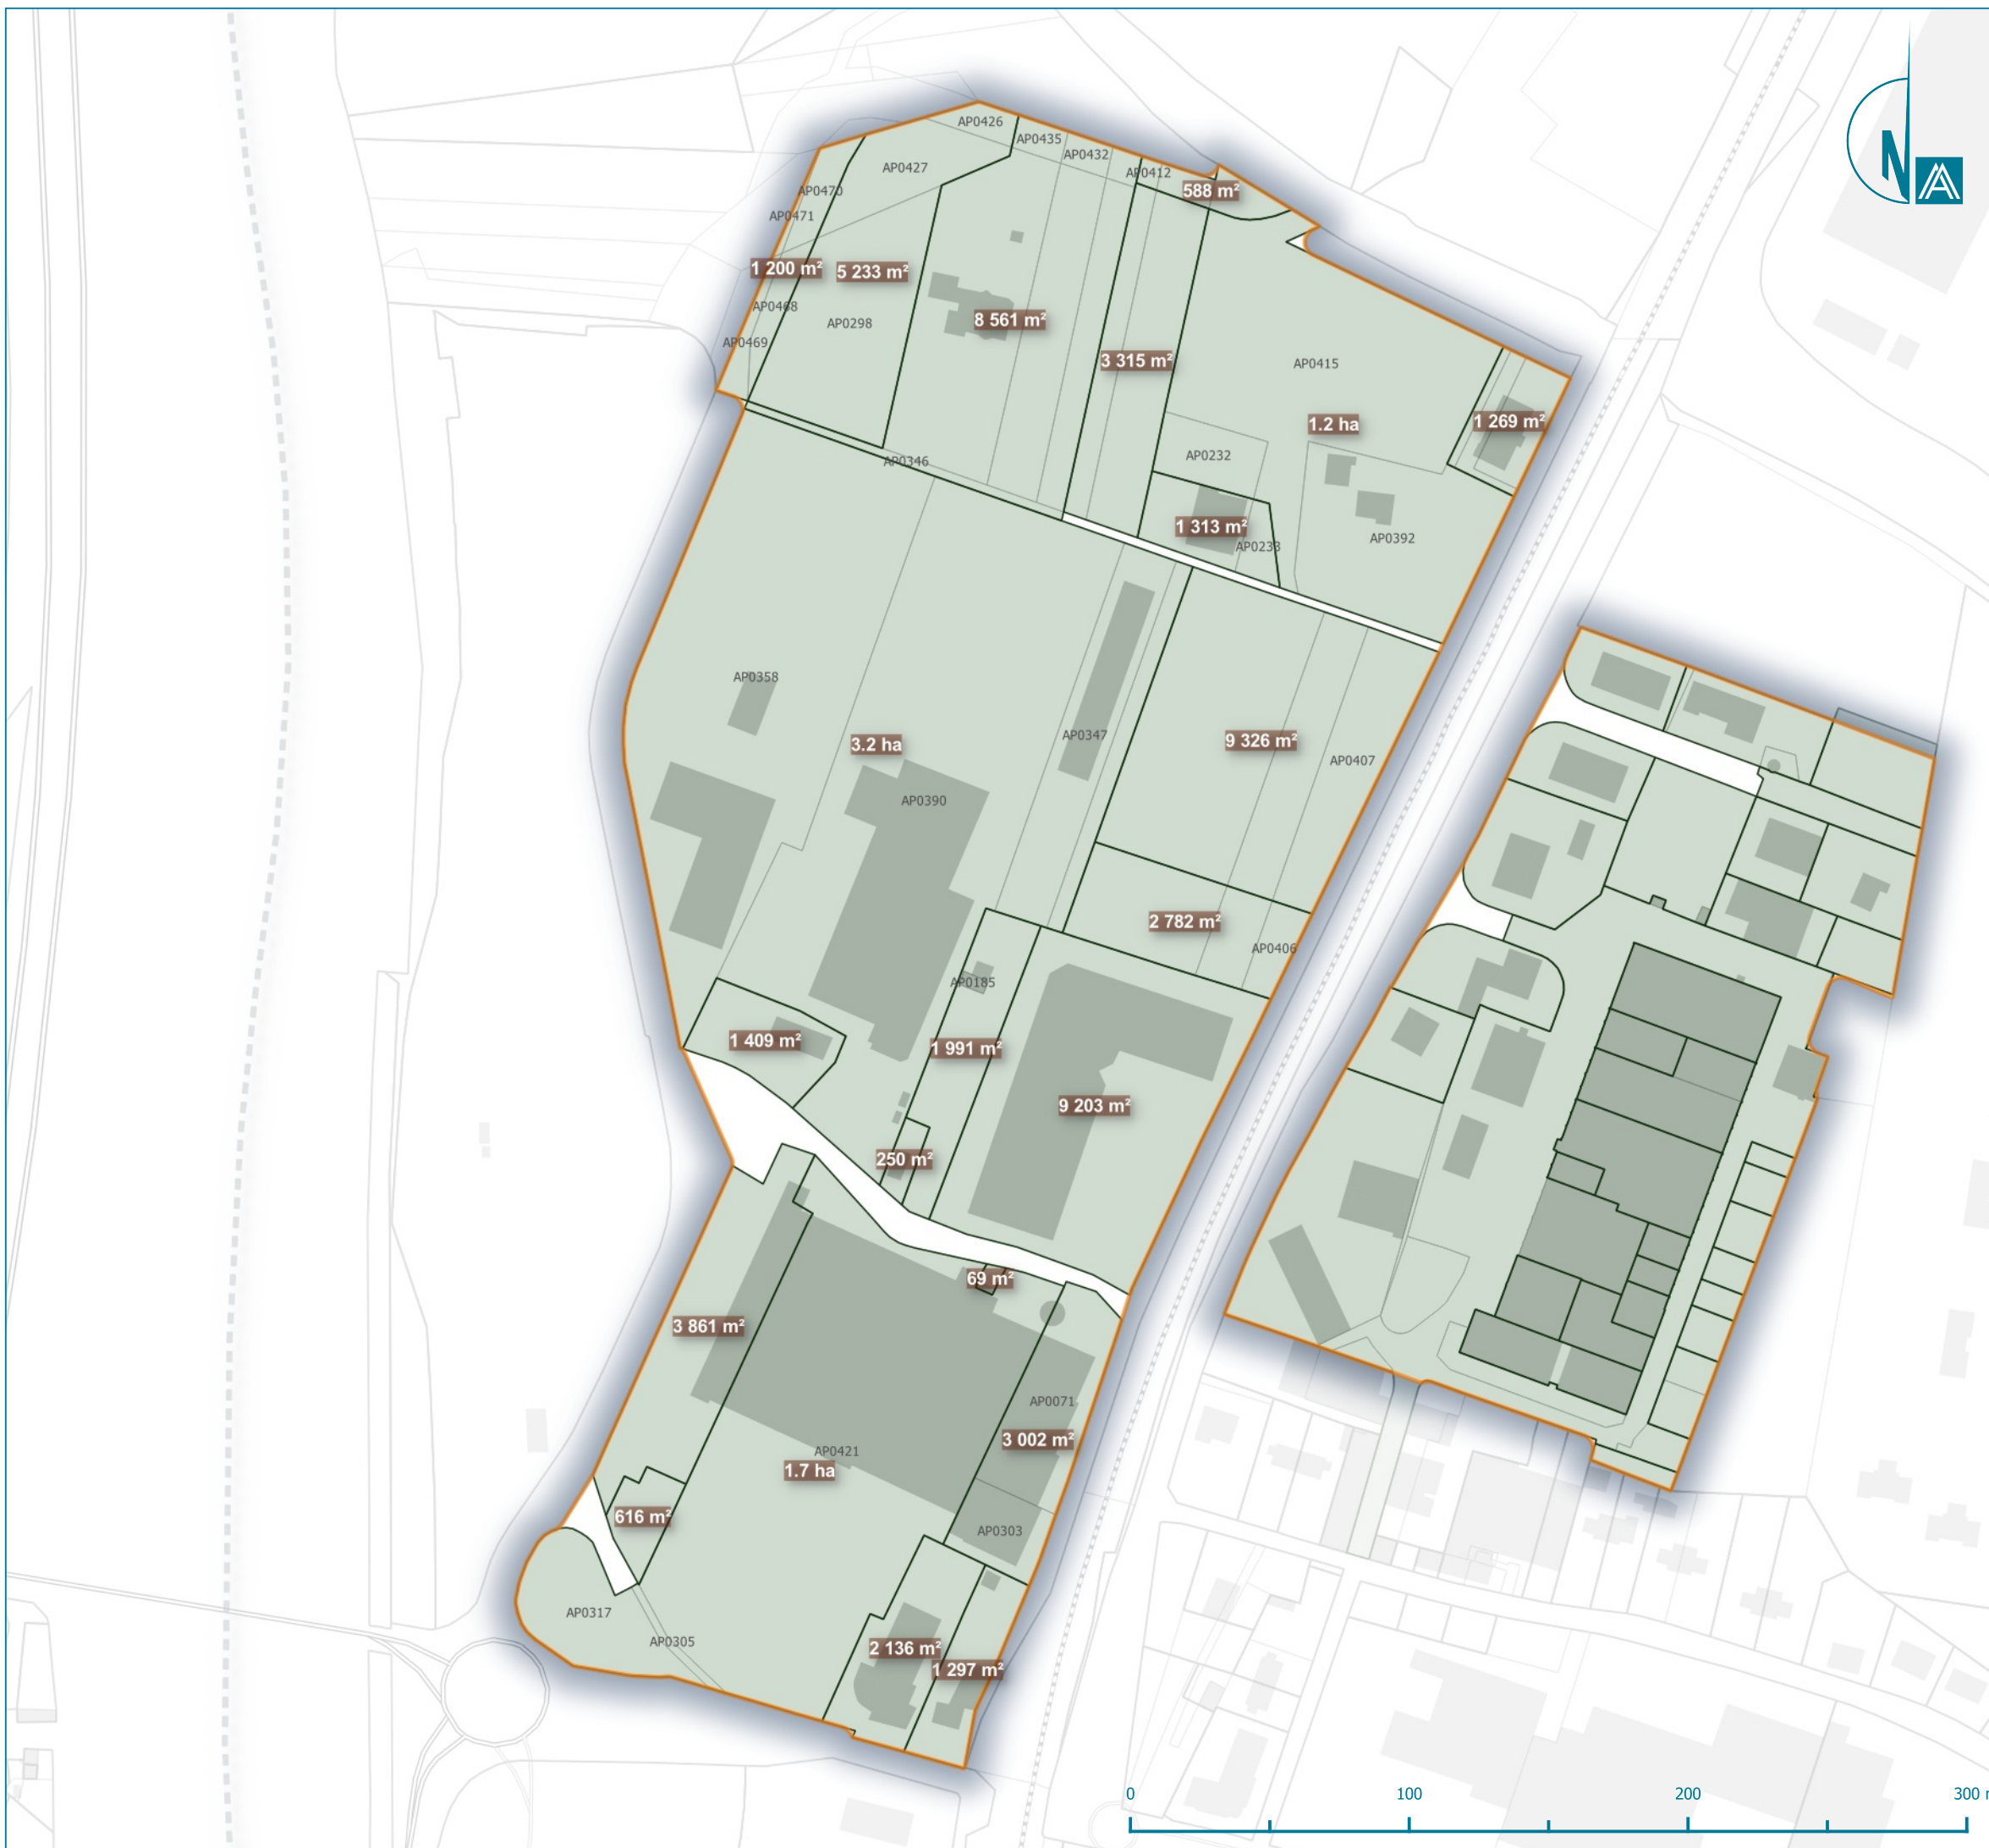 N
AP0426
AP0435
AP0432
AP0427
AP0412
AP0470
588 m²
AP0471
1 200 m²
5 233 m²
AP0468
AP0298
8 561 m²
AP0469
3 315 m²
AP0415
1.2 ha
1 269 m²
AP0346
AP0232
1 313 m²
AP0233
AP0392
AP0358
3.2 ha
AP0347
9 326 m²
AP0407
AP0390
2 782 m²
AP0406
AP0185
1 409 m²
1 991 m²
9 203 m²
250 m²
69 m²
3 861 m²
AP0071
3 002 m²
AP0421
1.7 ha
616 m²
AP0303
AP0317
AP0305
2 136 m²
1 297 m²
0
100
200
300